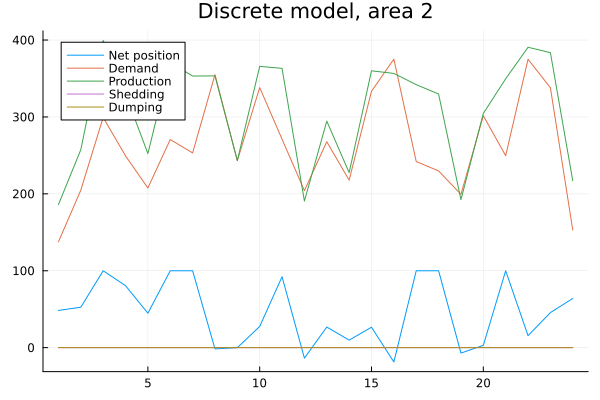 Discrete model, area 2
400
300
200
100
0
Net position
Demand
Production
Shedding
Dumping
5
10
15
20